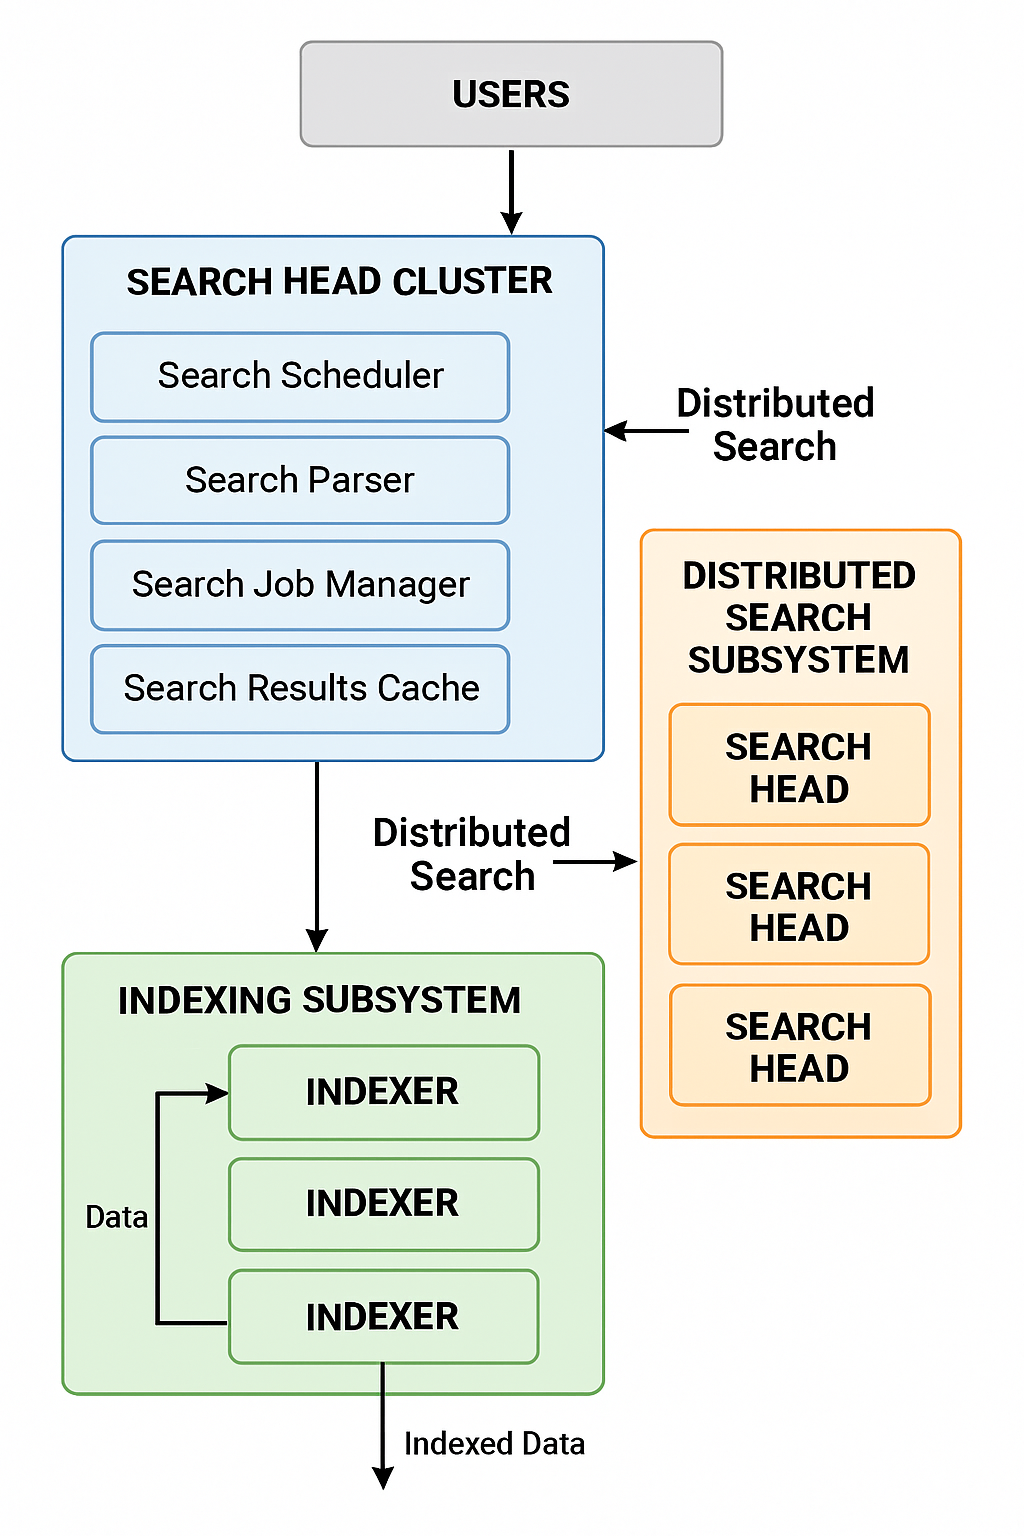 USERS
SEARCH HEAD CLUSTER
Search Scheduler
Search Parser
Search Job Manager
Search Results Cache
Distributed
Search
DISTRIBUTED
SEARCH
SUBSYSTEM
SEARCH
HEAD
SEARCH
HEAD
SEARCH
HEAD
Distributed
Search
INDEXING SUBSYSTEM
INDEXER
INDEXER
INDEXER
Data
Indexed Data